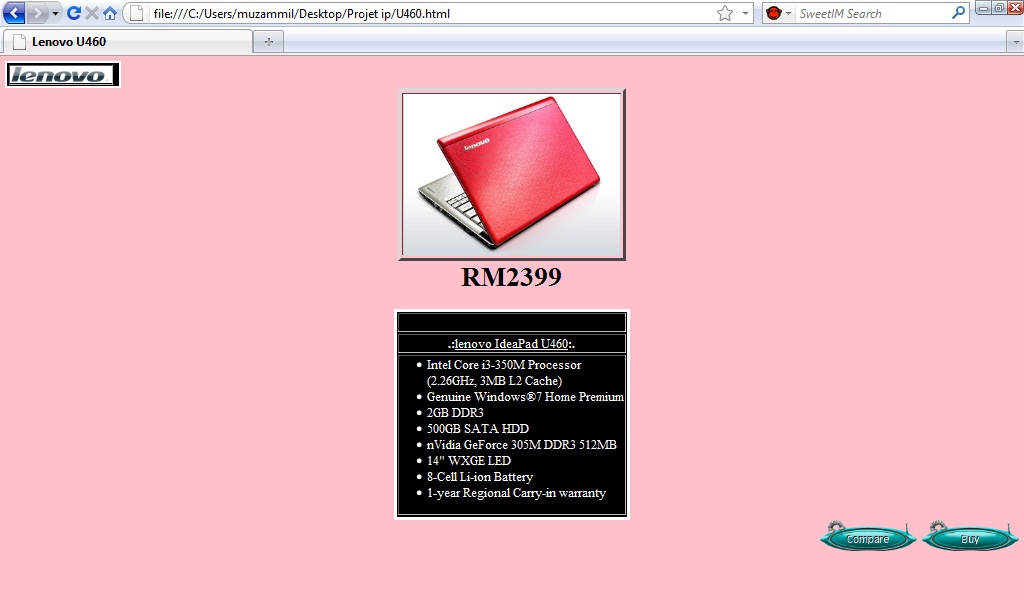 file:///C:/Users/muzammil/Desktop/Projet ip/U460.html
SweetIM Search
Lenovo U460
lenovo
lenovo
RM2399
.:lenovo IdeaPad U460:.
Intel Core i3-350M Processor
(2.26GHz, 3MB L2 Cache)
Genuine Windows®7 Home Premium
2GB DDR3
500GB SATA HDD
nVidia GeForce 305M DDR3 512MB
14" WXGE LED
8-Cell Li-ion Battery
1-year Regional Carry-in warranty
Compare
Buy